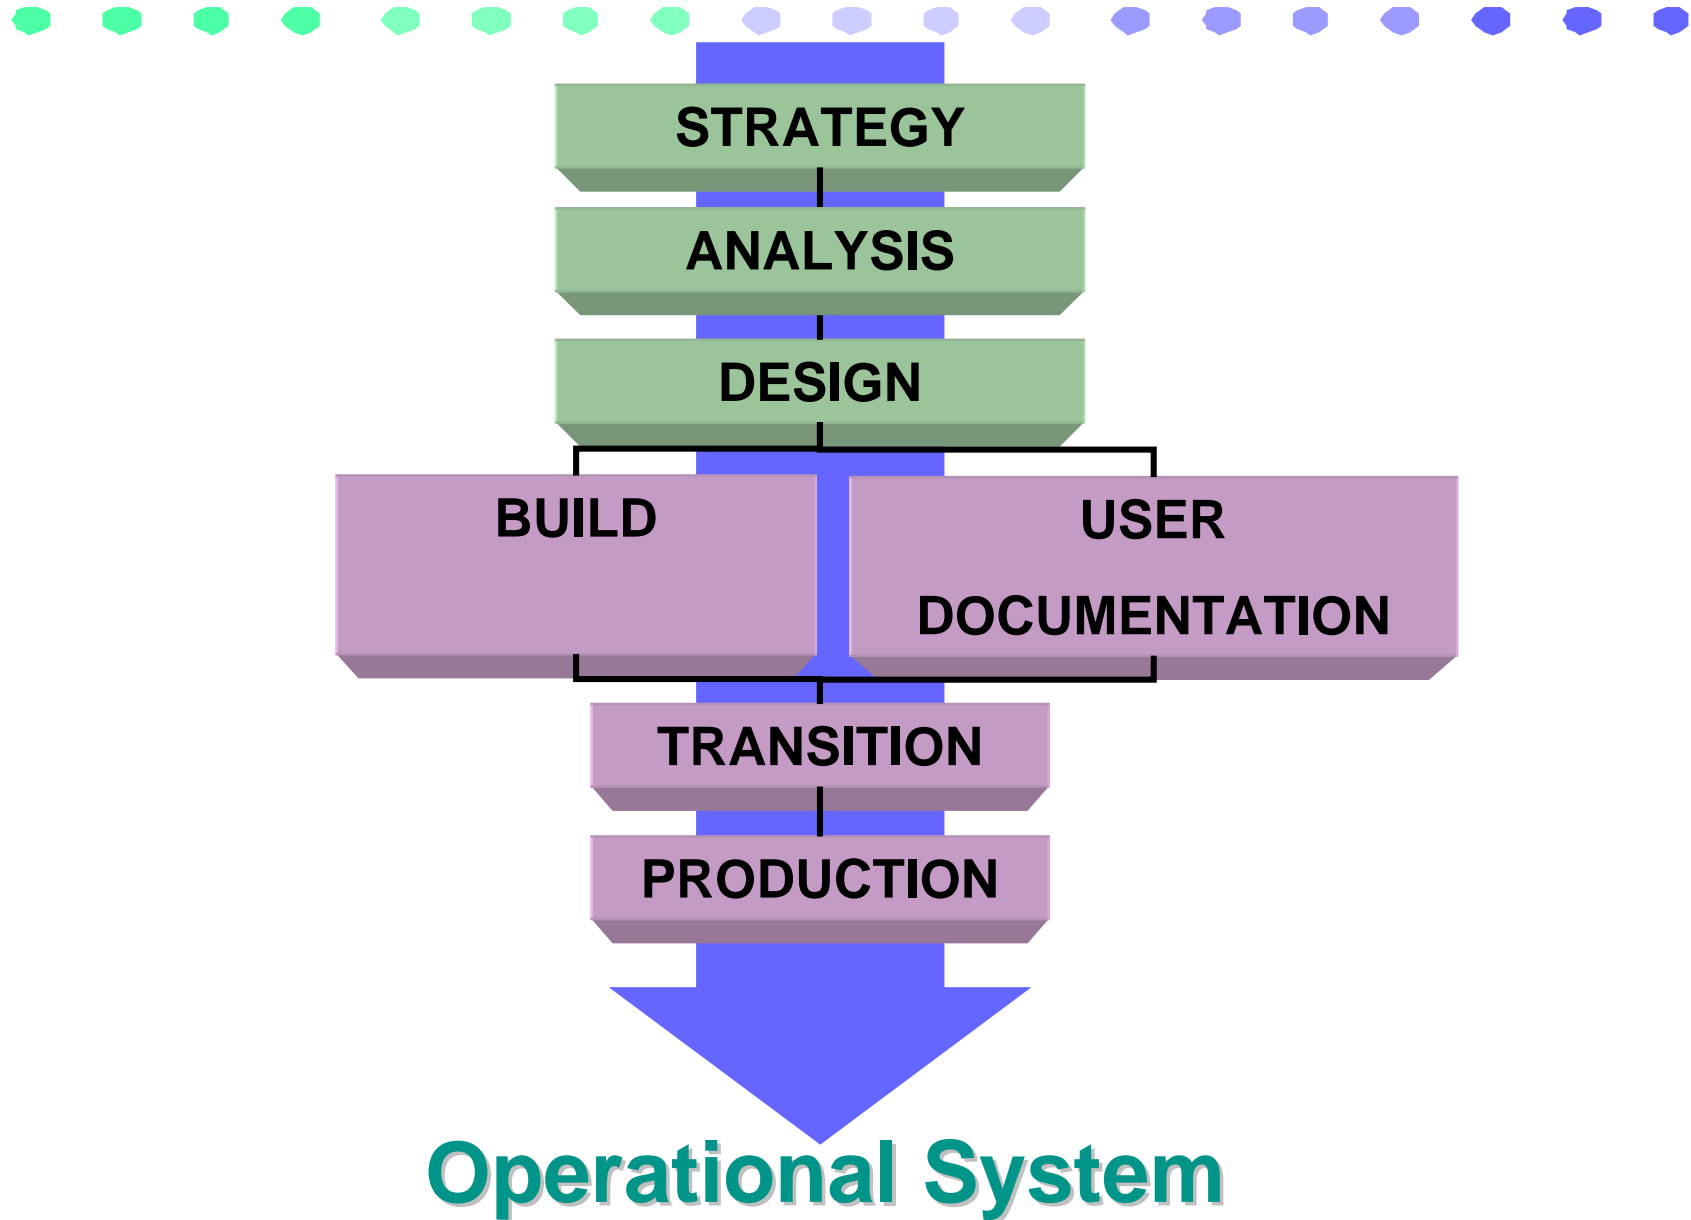 STRATEGY
ANALYSIS
DESIGN
BUILD
USER
DOCUMENTATION
TRANSITION
PRODUCTION
Operational System